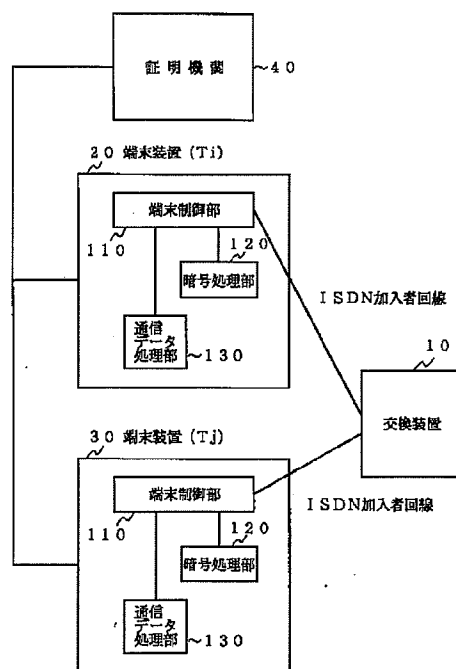 証明機関
40
20 端末装置 (Ti)
端末制御部
110
120
暗号処理部
通信
データ
処理部
130
ISDN加入者回線
10
交換装置
30 端末装置 (Tj)
端末制御部
110
120
暗号処理部
通信
データ
処理部
130
ISDN加入者回線